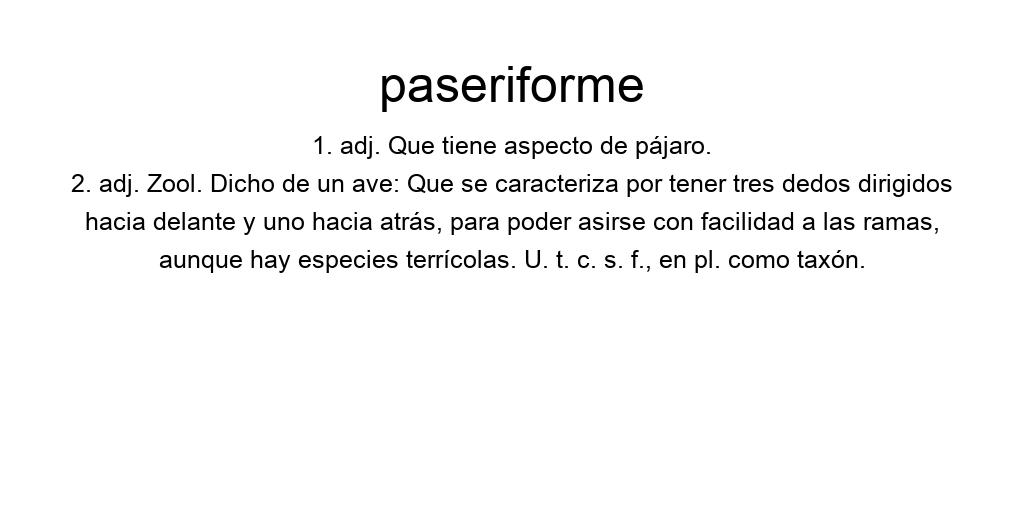 paseriforme
1. adj. Que tiene aspecto de pájaro.
2. adj. Zool. Dicho de un ave: Que se caracteriza por tener tres dedos dirigidos
hacia delante y uno hacia atrás, para poder asirse con facilidad a las ramas,
aunque hay especies terrícolas. U. t. c. s. f., en pl. como taxón.